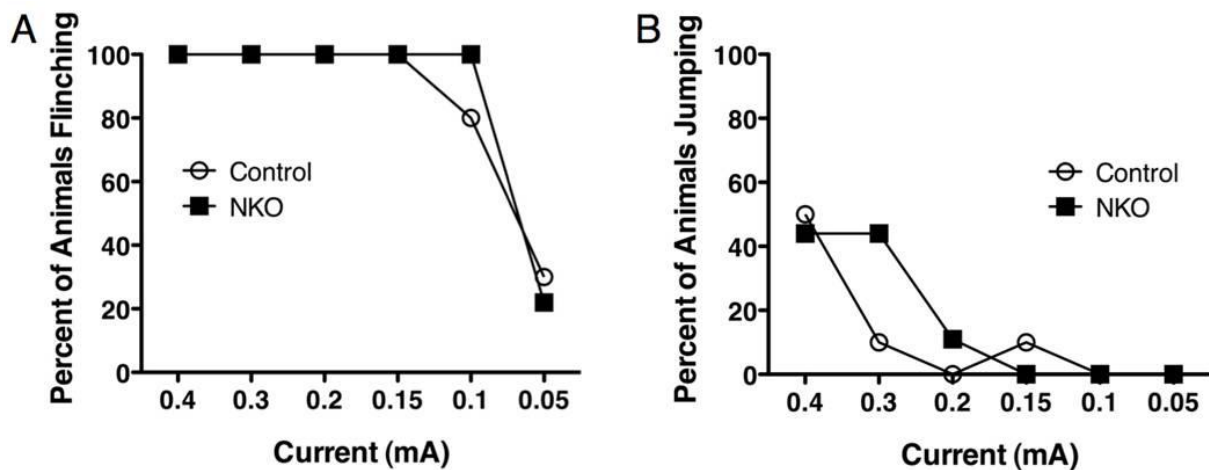 A
Percent of Animals Flinching
100
80
60
40
20
0
Control
NKO
0.4 0.3 0.2 0.15 0.1 0.05
Current (mA)
B
Percent of Animals Jumping
100
80
60
40
20
0
Control
NKO
0.4 0.3 0.2 0.15 0.1 0.05
Current (mA)